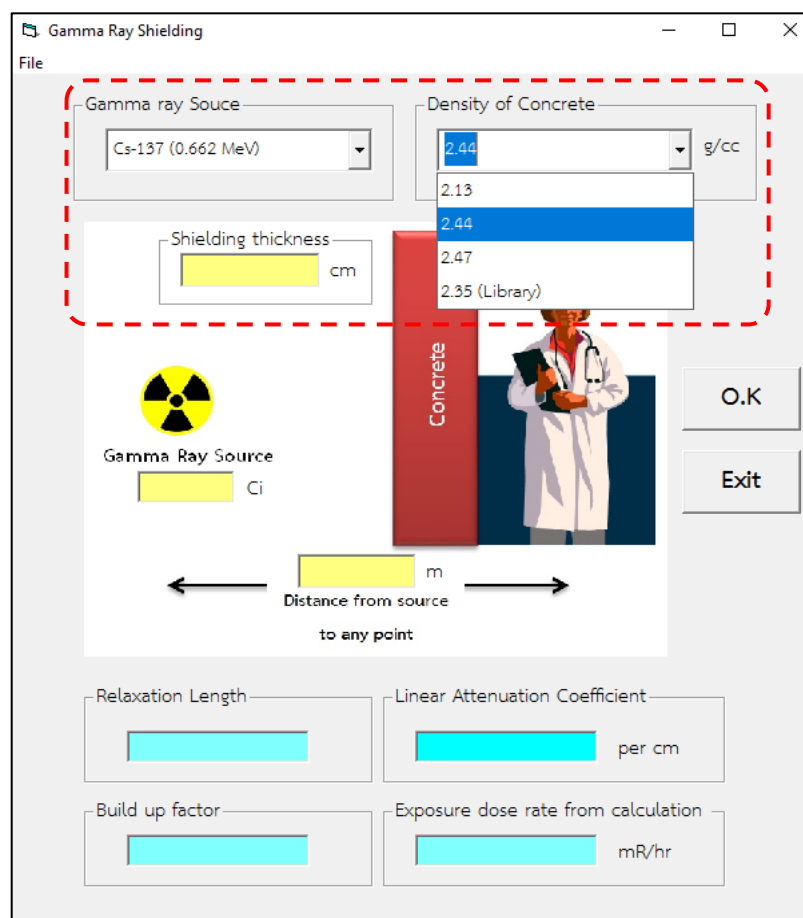 Gamma Ray Shielding
File
Gamma ray Souce
Density of Concrete
Cs-137 (0.662 MeV)
2.44
g/cc
2.13
2.44
2.47
2.35 (Library)
Shielding thickness
cm
Concrete
Gamma Ray Source
Ci
O.K
Exit
m
Distance from source
to any point
Relaxation Length
Linear Attenuation Coefficient
per cm
Build up factor
Exposure dose rate from calculation
mR/hr